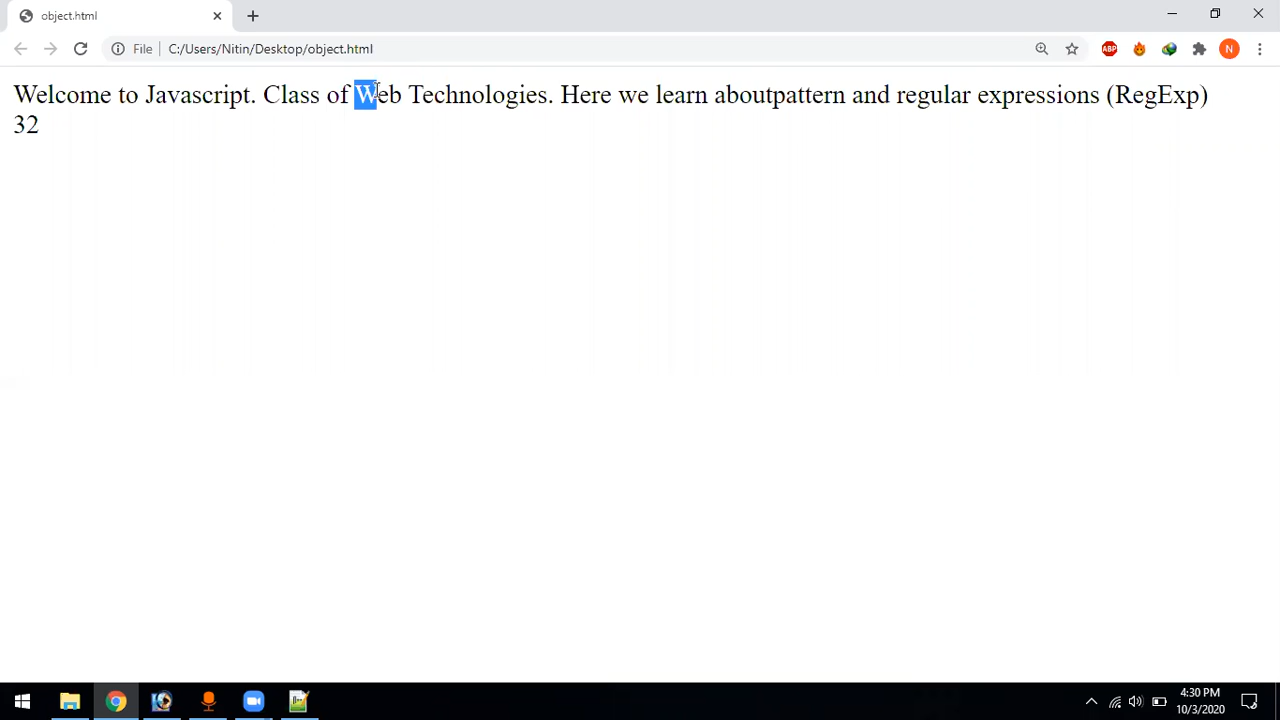 object.html
File
C:/Users/Nitin/Desktop/object.html
ABP
N
Welcome to Javascript. Class of Web Technologies. Here we learn aboutpattern and regular expressions (RegExp)
32
4:30 PM
10/3/2020